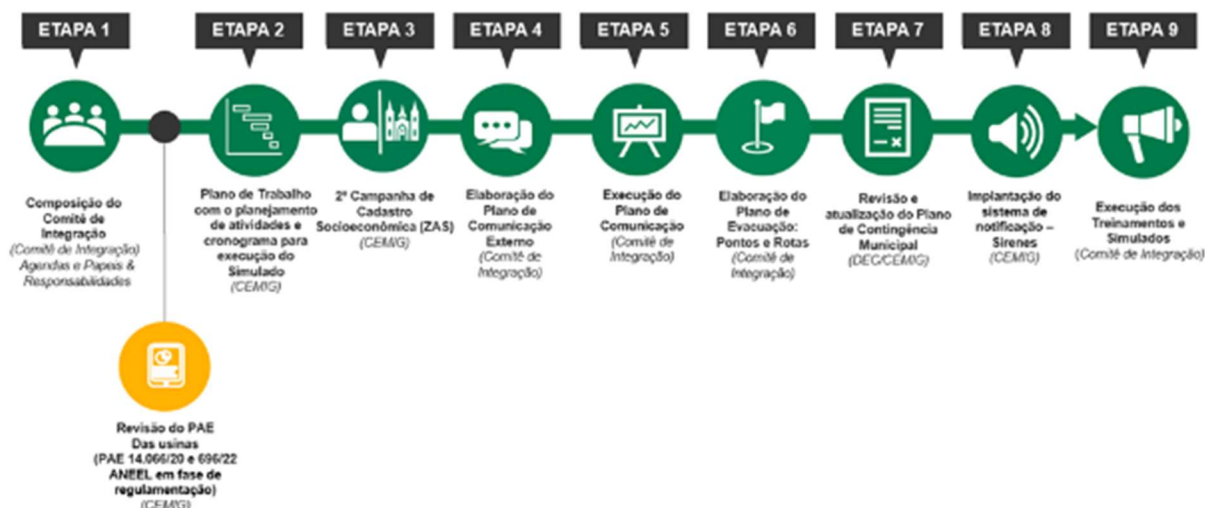 ETAPA 1
Composição do
Comitê de
Integração
(Comitê de Integração)
Agendas e Papeis &
Responsabilidades
Revisão do PAE
Das usinas
(PAE 14.066/20 e 696/22
ANEEL em fase de
regulamentação)
(CEMIG)
ETAPA 2
Plano de Trabalho
com o planejamento
de atividades e
cronograma para
execução do
Simulado
(CEMIG)
ETAPA 3
2ª Campanha de
Cadastro
Socioeconômica (ZAS)
(CEMIG)
ETAPA 4
Elaboração do
Plano de
Comunicação
Externo
(Comitê de
Integração)
ETAPA 5
Execução do
Plano de
Comunicação
(Comitê de
Integração)
ETAPA 6
Elaboração do
Plano de
Evacuação:
Pontos e Rotas
(Comitê de
Integração)
ETAPA 7
Revisão e
atualização do Plano
de Contingência
Municipal
(DEC/CEMIG)
ETAPA 8
Implantação do
sistema de
notificação –
Sirenes
(CEMIG)
ETAPA 9
Execução dos
Treinamentos e
Simulados
(Comitê de Integração)